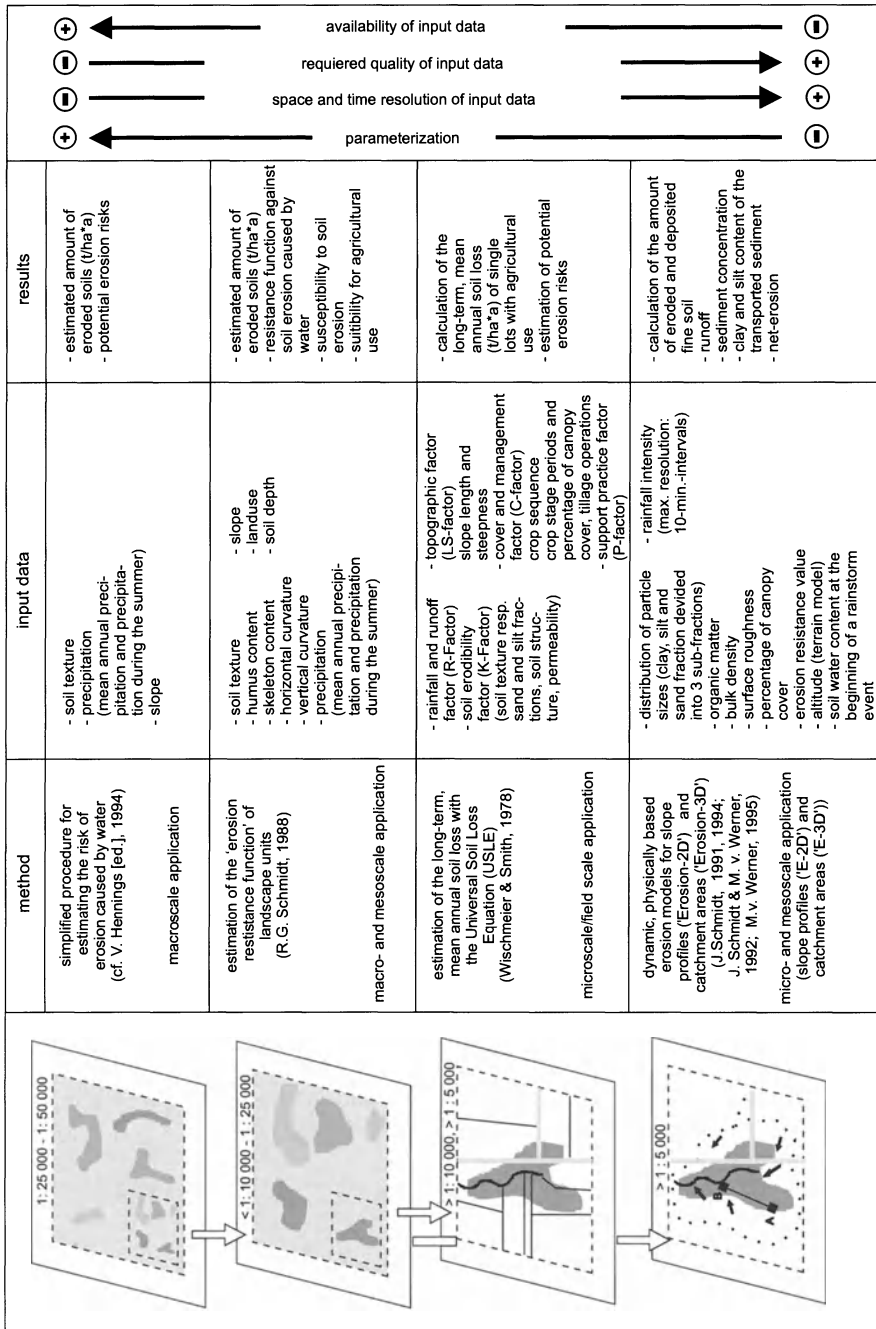 method
input data
results
1: 25 000 - 1: 50 000
simplified procedure for
estimating the risk of
erosion caused by water
(cf. V. Hennings [ed.], 1994)
macroscale application
- soil texture
- precipitation
(mean annual preci-
pitation and precipita-
tion during the summer)
- slope
- estimated amount of
eroded soils (t/ha*a)
- potential erosion risks
< 1: 10 000 - 1: 25 000
estimation of the 'erosion
restistance function' of
landscape units
(R.G. Schmidt, 1988)
macro- and mesoscale application
- soil texture
- humus content
- skeleton content
- horizontal curvature
- vertical curvature
- precipitation
(mean annual precipi-
tation and precipitation
during the summer)
- slope
- landuse
- soil depth
- estimated amount of
eroded soils (t/ha*a)
- resistance function against
soil erosion caused by
water
- susceptibility to soil
erosion
- suitibility for agricultural
use
> 1: 10 000, > 1: 5 000
estimation of the long-term,
mean annual soil loss with
the Universal Soil Loss
Equation (USLE)
(Wischmeier & Smith, 1978)
microscale/field scale application
- rainfall and runoff
factor (R-Factor)
- soil erodibility
factor (K-Factor)
(soil texture resp.
sand and silt frac-
tions, soil struc-
ture, permeability)
- topographic factor
(LS-factor)
slope length and
steepness
- cover and management
factor (C-factor)
crop sequence
crop stage periods and
percentage of canopy
cover, tillage operations
- support practice factor
(P-factor)
- calculation of the
long-term, mean
annual soil loss
(t/ha*a) of single
lots with agricultural
use
- estimation of potential
erosion risks
> 1 : 5 000
A
B
dynamic, physically based
erosion models for slope
profiles ('Erosion-2D') and
catchment areas ('Erosion-3D')
(J.Schmidt, 1991, 1994;
J. Schmidt & M. v. Werner,
1992; M.v. Werner, 1995)
micro- and mesoscale application
(slope profiles ('E-2D') and
catchment areas ('E-3D'))
- distribution of particle
sizes (clay, silt and
sand fraction devided
into 3 sub-fractions)
- organic matter
- bulk density
- surface roughness
- percentage of canopy
cover
- erosion resistance value
- altitude (terrain model)
- soil water content at the
beginning of a rainstorm
event
- rainfall intensity
(max. resolution:
10-min.-intervals)
- calculation of the amount
of eroded and deposited
fine soil
- runoff
- sediment concentration
- clay and silt content of the
transported sediment
- net-erosion
+ availability of input data −
− requiered quality of input data +
− space and time resolution of input data +
+ parameterization −